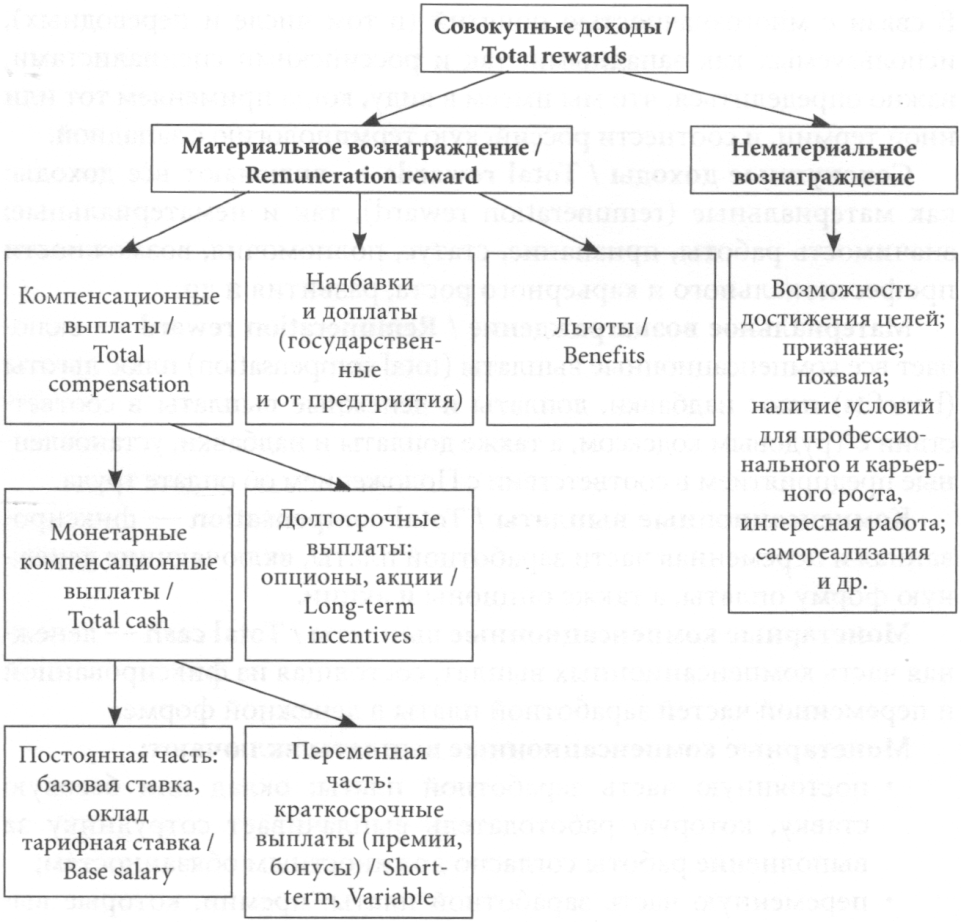 Совокупные доходы /
Total rewards
Материальное вознаграждение /
Remuneration reward
Нематериальное
вознаграждение
Компенсационные
выплаты /
Total
compensation
Надбавки
и доплаты
(государствен-
ные
и от предприятия)
Льготы /
Benefits
Возможность
достижения целей;
признание;
похвала;
наличие условий
для профессио-
нального и карьер-
ного роста,
интересная работа;
самореализация
и др.
Монетарные
компенсационные
выплаты /
Total cash
Долгосрочные
выплаты:
опционы, акции /
Long-term
incentives
Постоянная часть:
базовая ставка,
оклад
тарифная ставка /
Base salary
Переменная
часть:
краткосрочные
выплаты (премии,
бонусы) / Short-
term, Variable